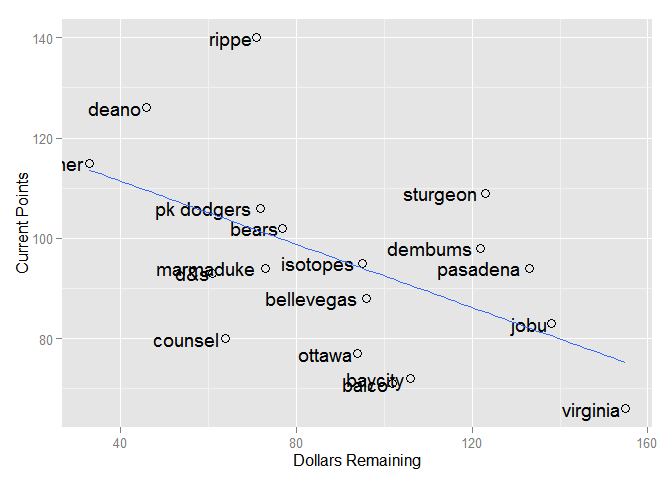 140
rippe
deano
120
ner
sturgeon
pk dodgers
bears
100
dembums
isotopes
marmaduke
pasadena
d&s
bellevegas
jobu
counsel
80
ottawa
baycity
balco
virginia
40
80
120
160
Dollars Remaining
Current Points